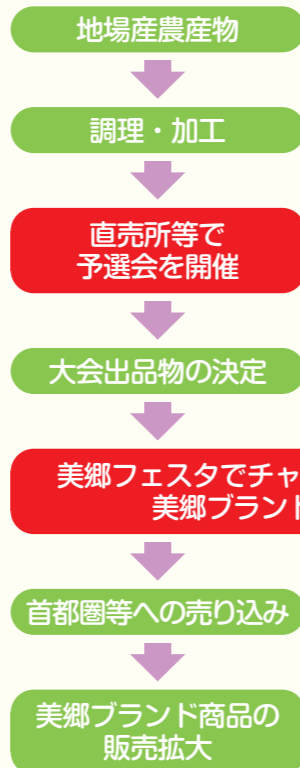 地場産農産物
調理・加工
直売所等で
予選会を開催
大会出品物の決定
美郷フェスタでチャ
美郷ブラント
首都圏等への売り込み
美郷ブランド商品の
販売拡大